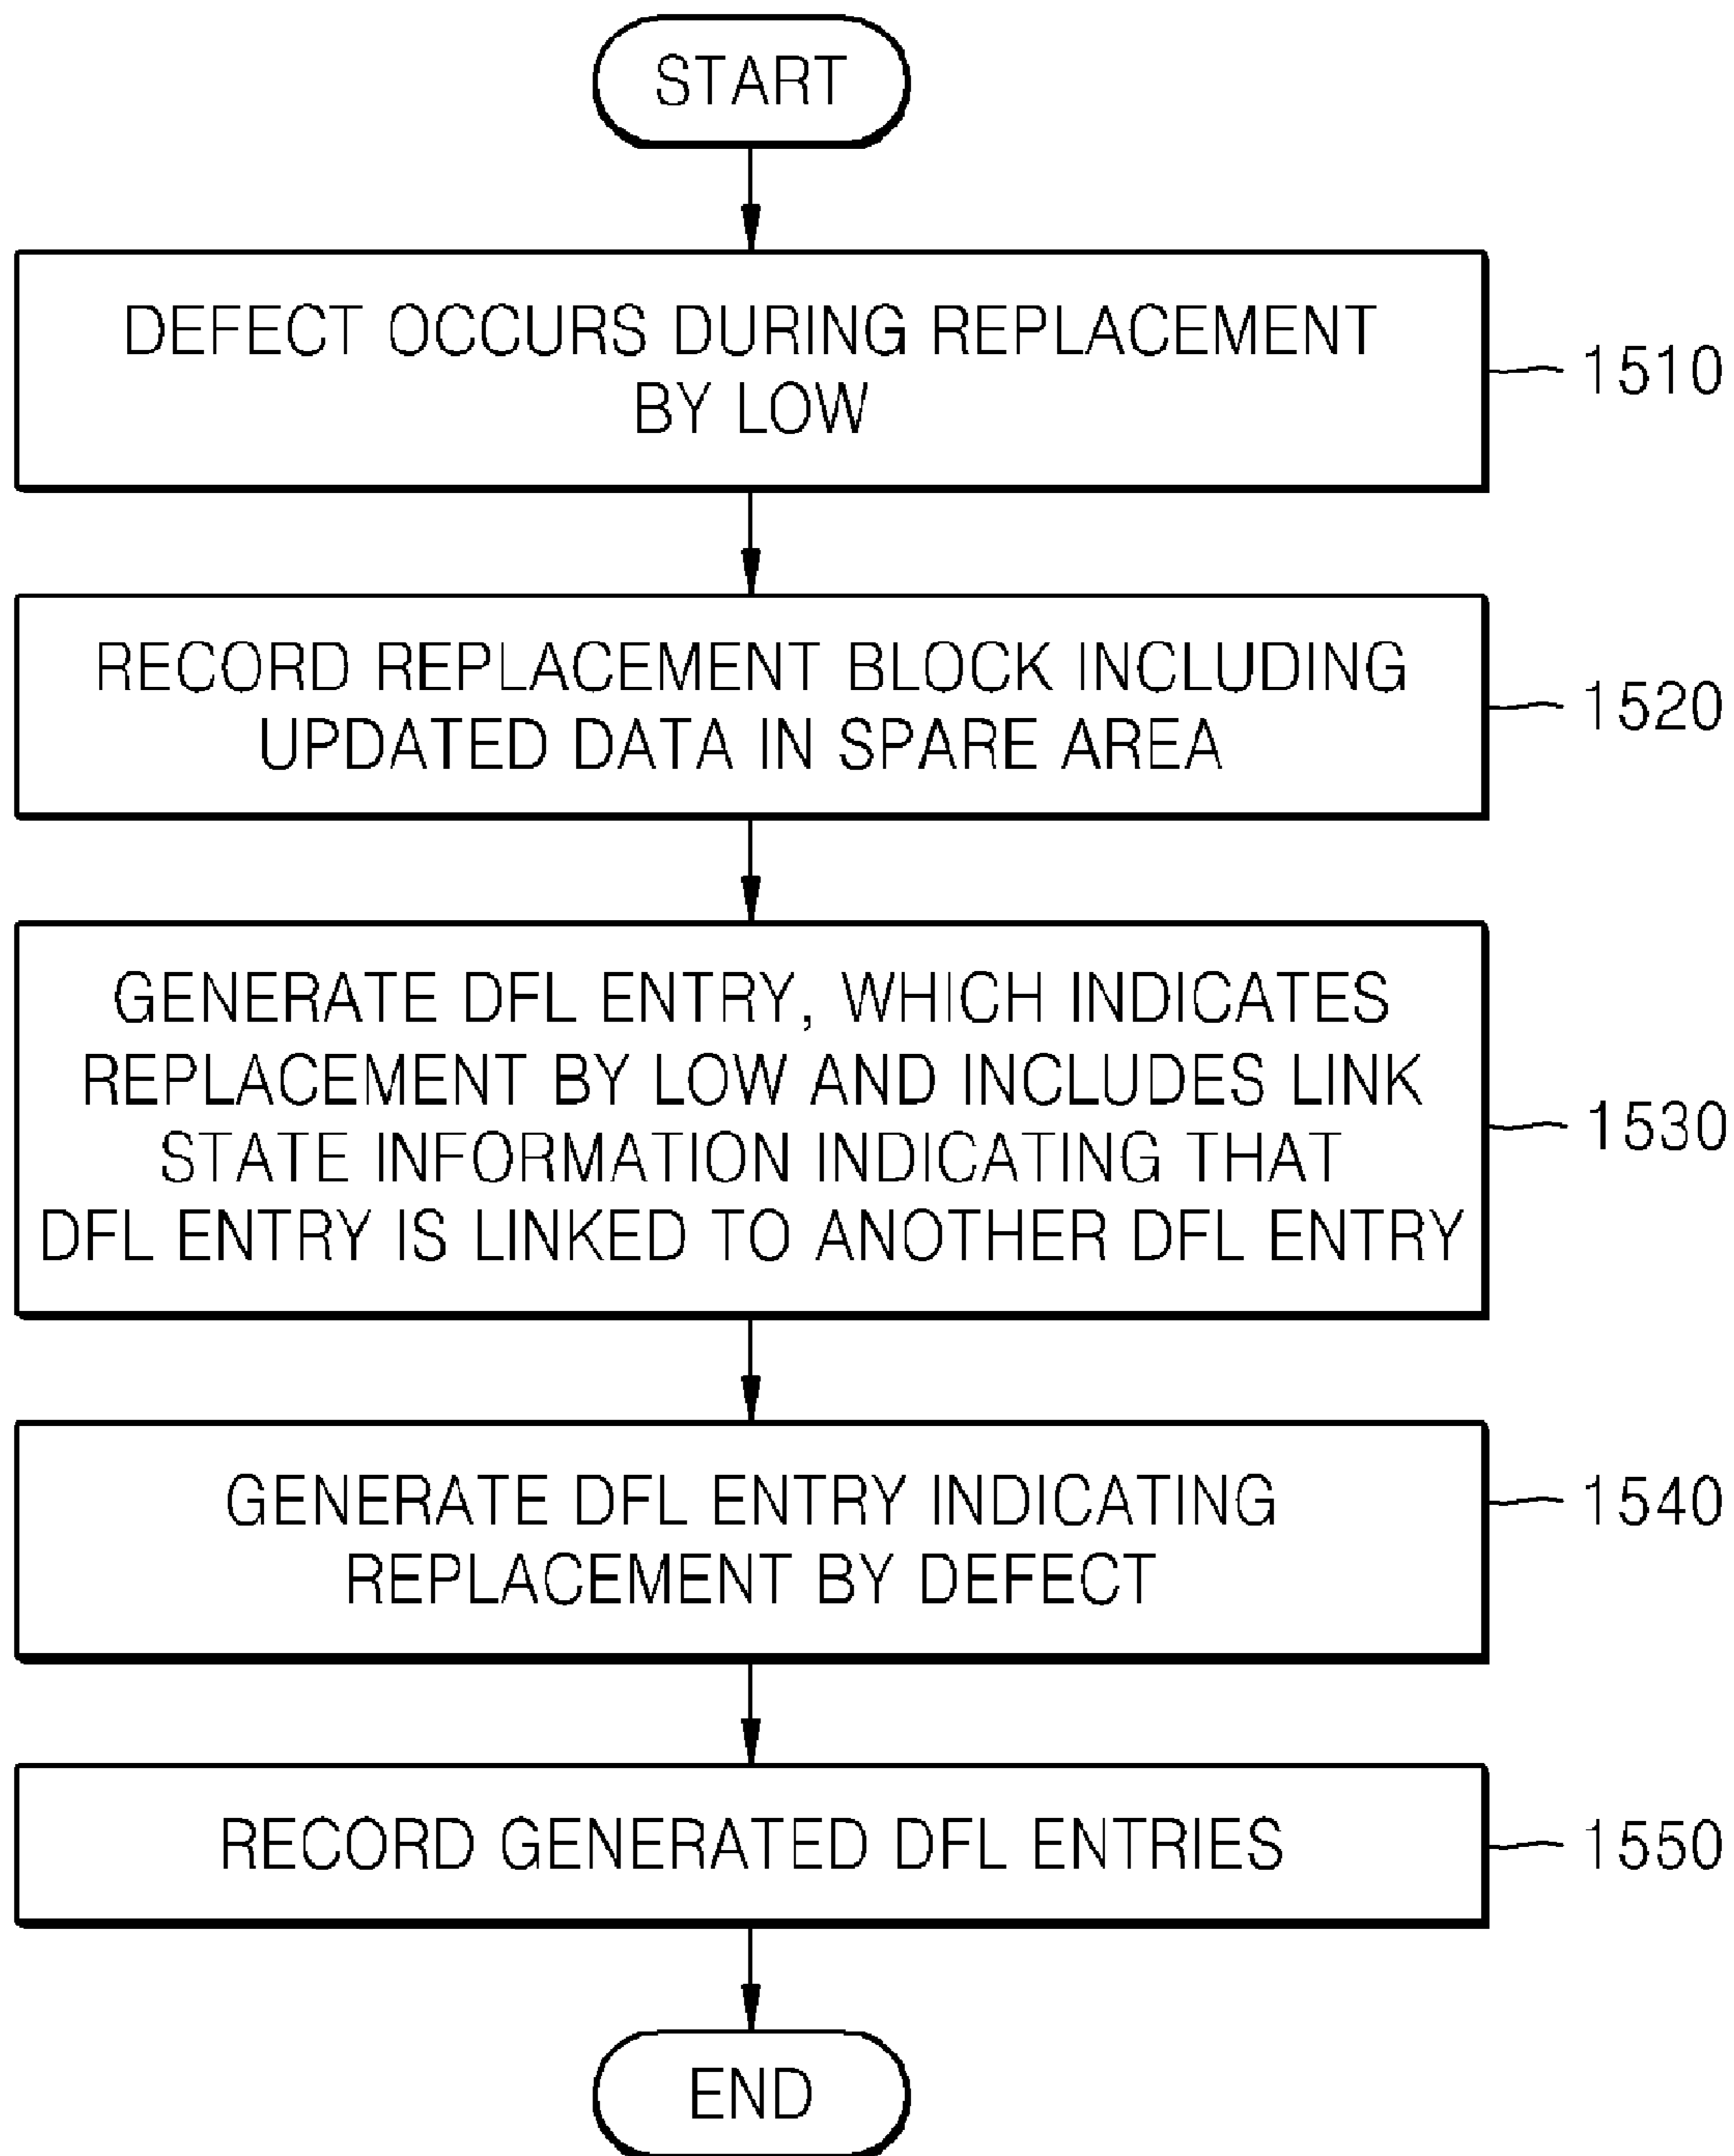 START
DEFECT OCCURS DURING REPLACEMENT
BY LOW
1510
RECORD REPLACEMENT BLOCK INCLUDING
UPDATED DATA IN SPARE AREA
1520
GENERATE DFL ENTRY, WHICH INDICATES
REPLACEMENT BY LOW AND INCLUDES LINK
STATE INFORMATION INDICATING THAT
DFL ENTRY IS LINKED TO ANOTHER DFL ENTRY
1530
GENERATE DFL ENTRY INDICATING
REPLACEMENT BY DEFECT
1540
RECORD GENERATED DFL ENTRIES
1550
END